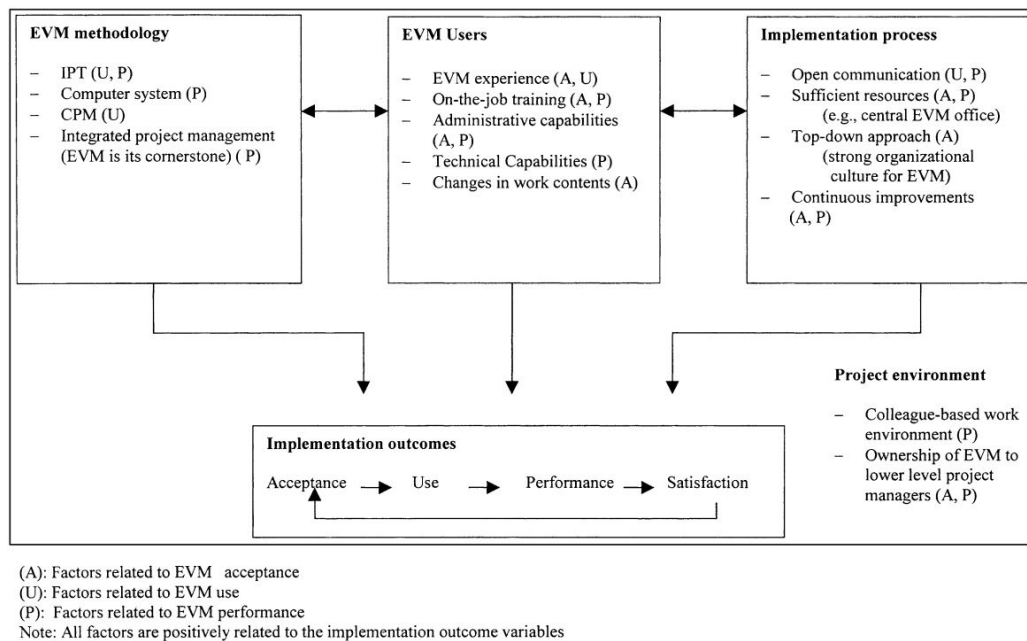 EVM methodology
– IPT (U, P)
– Computer system (P)
– CPM (U)
– Integrated project management
(EVM is its cornerstone) ( P)
EVM Users
– EVM experience (A, U)
– On-the-job training (A, P)
– Administrative capabilities
(A, P)
– Technical Capabilities (P)
– Changes in work contents (A)
Implementation process
– Open communication (U, P)
– Sufficient resources (A, P)
(e.g., central EVM office)
– Top-down approach (A)
(strong organizational
culture for EVM)
– Continuous improvements
(A, P)
Project environment
– Colleague-based work
environment (P)
– Ownership of EVM to
lower level project
managers (A, P)
Implementation outcomes
Acceptance Use Performance Satisfaction
(A): Factors related to EVM acceptance
(U): Factors related to EVM use
(P): Factors related to EVM performance
Note: All factors are positively related to the implementation outcome variables